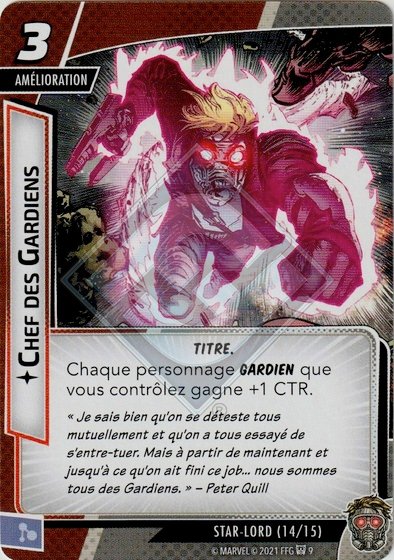 3
AMÉLIORATION
✦CHEF DES GARDIENS
TITRE.
Chaque personnage GARDIEN que
vous contrôlez gagne +1 CTR.
« Je sais bien qu'on se déteste tous
mutuellement et qu'on a tous essayé de
s'entre-tuer. Mais à partir de maintenant et
jusqu'à ce qu'on ait fini ce job... nous sommes
tous des Gardiens. » – Peter Quill
STAR-LORD (14/15)
© MARVEL © 2021 FFG 9